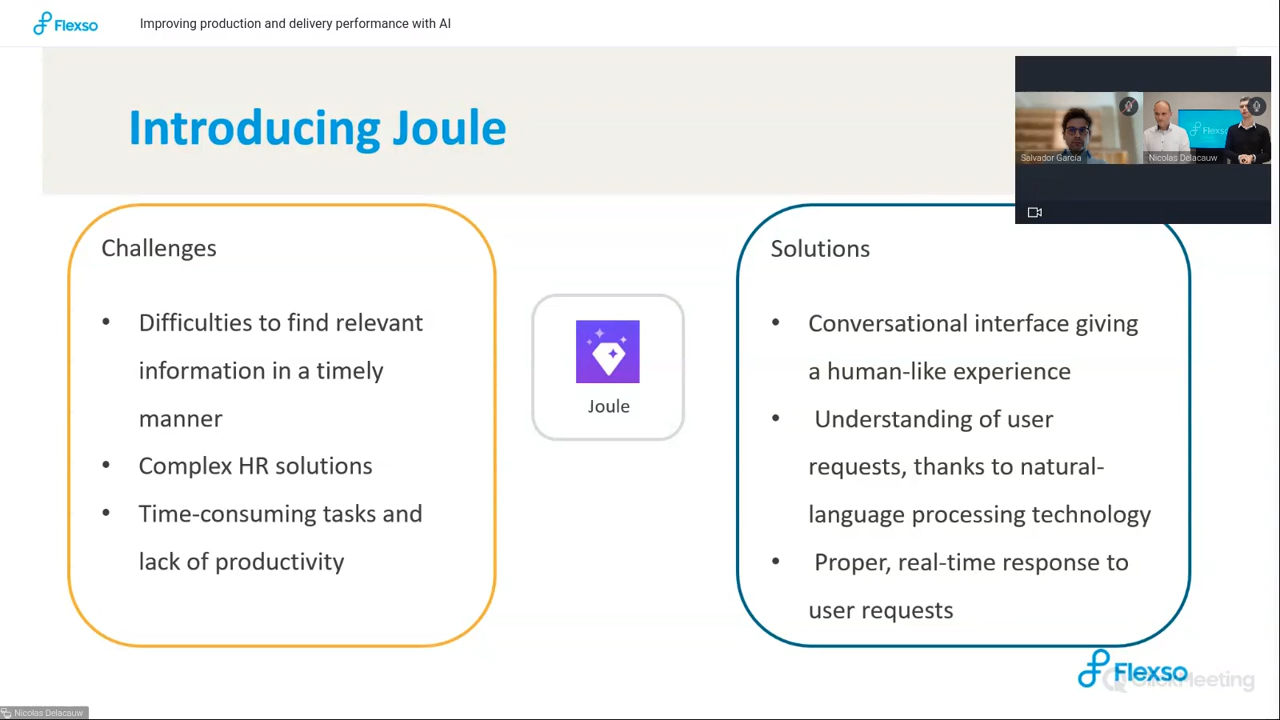 Flexso
Improving production and delivery performance with AI
Introducing Joule
Salvador Garcia
Nicolas Delacauw
Flexso
Challenges
• Difficulties to find relevant
information in a timely
manner
• Complex HR solutions
• Time-consuming tasks and
lack of productivity
Joule
Solutions
• Conversational interface giving
a human-like experience
• Understanding of user
requests, thanks to natural-
language processing technology
• Proper, real-time response to
user requests
Flexso
ClickMeeting
Nicolas Delacauw